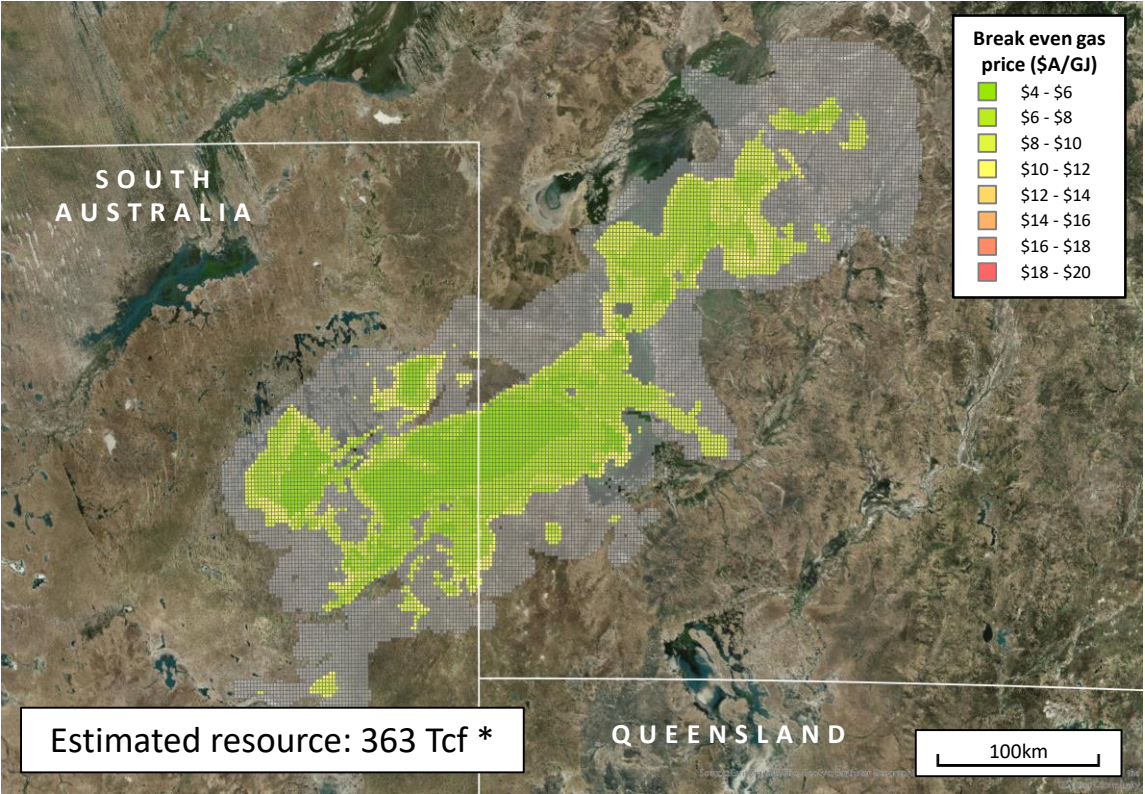 Break even gas
price ($A/GJ)
$4 - $6
$6 - $8
$8 - $10
$10 - $12
$12 - $14
$14 - $16
$16 - $18
$18 - $20
SOUTH
AUSTRALIA
QUEENSLAND
Estimated resource: 363 Tcf *
100km